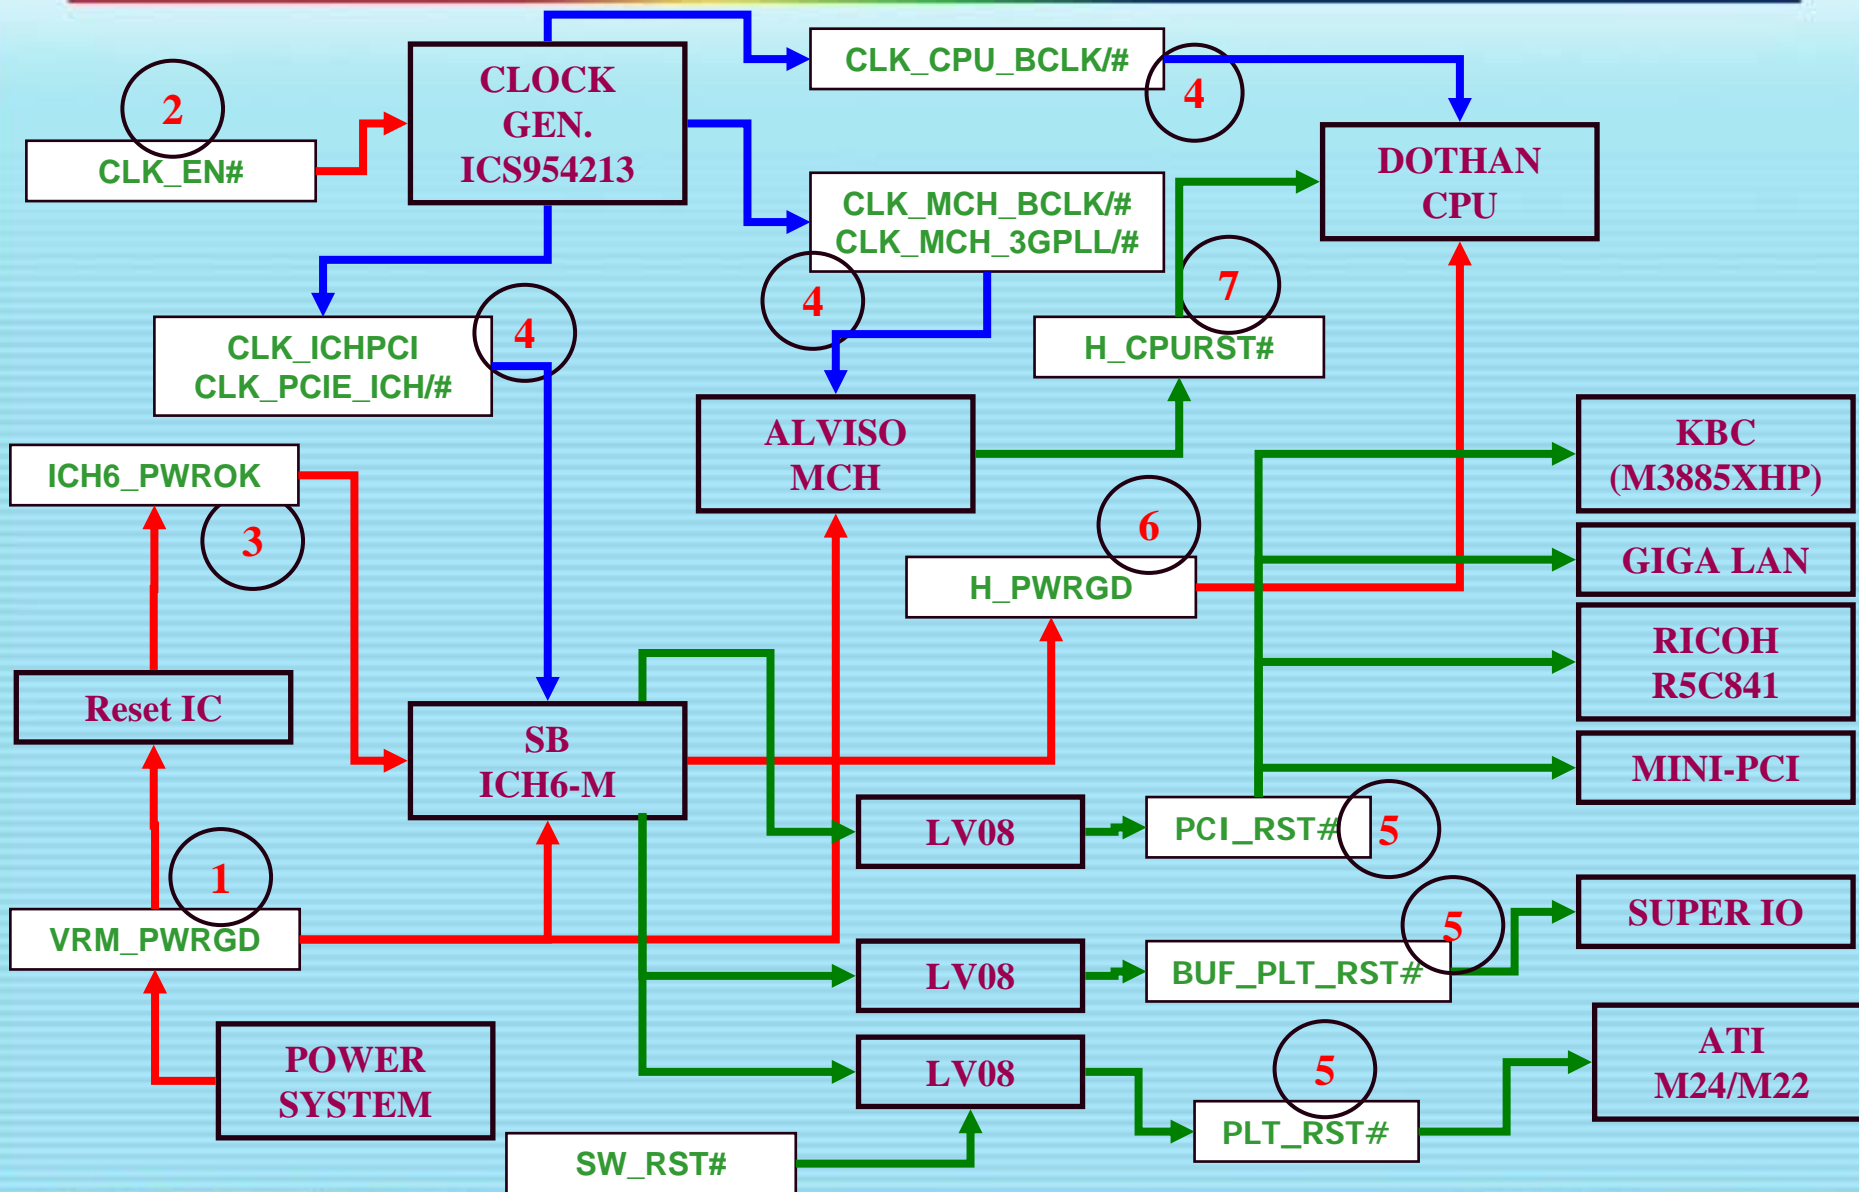 CLK_CPU_BCLK/#
4
CLOCK
GEN.
ICS954213
2
CLK_EN#
DOTHAN
CPU
CLK_MCH_BCLK/#
CLK_MCH_3GPLL/#
4
7
H_CPURST#
CLK_ICHPCI
CLK_PCIE_ICH/#
4
ALVISO
MCH
KBC
(M3885XHP)
ICH6_PWROK
3
6
H_PWRGD
GIGA LAN
RICOH
R5C841
Reset IC
SB
ICH6-M
MINI-PCI
LV08
PCI_RST#
5
1
VRM_PWRGD
SUPER IO
5
LV08
BUF_PLT_RST#
POWER
SYSTEM
LV08
5
PLT_RST#
ATI
M24/M22
SW_RST#